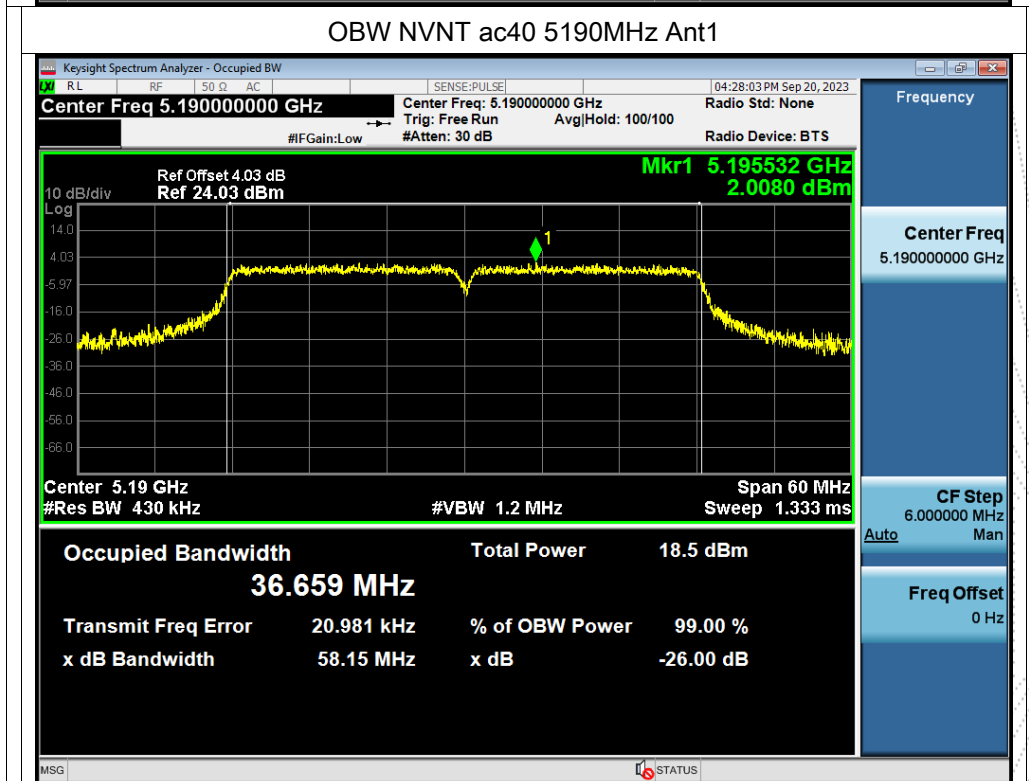 OBW NVNT ac40 5190MHz Ant1
Keysight Spectrum Analyzer - Occupied BW
LXI RL RF 50 Ω AC SENSE:PULSE 04:28:03 PM Sep 20, 2023
Center Freq 5.190000000 GHz
Center Freq: 5.190000000 GHz Radio Std: None
Trig: Free Run Avg|Hold: 100/100
#IFGain:Low #Atten: 30 dB Radio Device: BTS
Frequency
Mkr1 5.195532 GHz
2.0080 dBm
Ref Offset 4.03 dB
10 dB/div Ref 24.03 dBm
Log
14.0
4.03
-5.97
-16.0
-26.0
-36.0
-46.0
-56.0
-66.0
1
Center 5.19 GHz Span 60 MHz
#Res BW 430 kHz #VBW 1.2 MHz Sweep 1.333 ms
Center Freq
5.190000000 GHz
CF Step
6.000000 MHz
Auto Man
Freq Offset
0 Hz
Occupied Bandwidth Total Power 18.5 dBm
36.659 MHz
Transmit Freq Error 20.981 kHz % of OBW Power 99.00 %
x dB Bandwidth 58.15 MHz x dB -26.00 dB
MSG STATUS